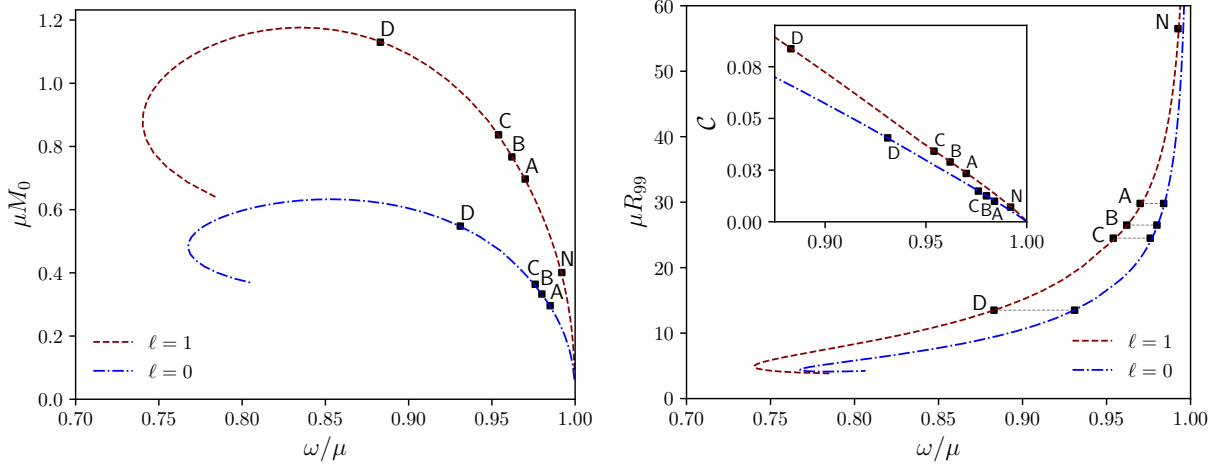 μM₀
1.2
1.0
0.8
0.6
0.4
0.2
0.0
D
C
B
A
N
D
C
B
A
ℓ = 1
ℓ = 0
0.70 0.75 0.80 0.85 0.90 0.95 1.00
ω/μ
μR₉₉
60
50
40
30
20
10
0
N
A
B
C
D
ℓ = 1
ℓ = 0
0.70 0.75 0.80 0.85 0.90 0.95 1.00
ω/μ
𝒞
0.08
0.05
0.03
0.00
D
C
B
A
N
D
C
B
A
0.90 0.95 1.00